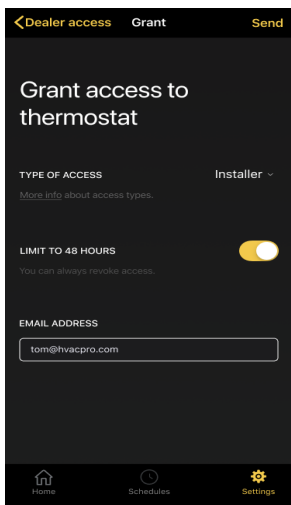 Dealer access Grant Send
Grant access to
thermostat
TYPE OF ACCESS Installer
More info about access types.
LIMIT TO 48 HOURS
You can always revoke access.
EMAIL ADDRESS
tom@hvacpro.com
Home Schedules Settings